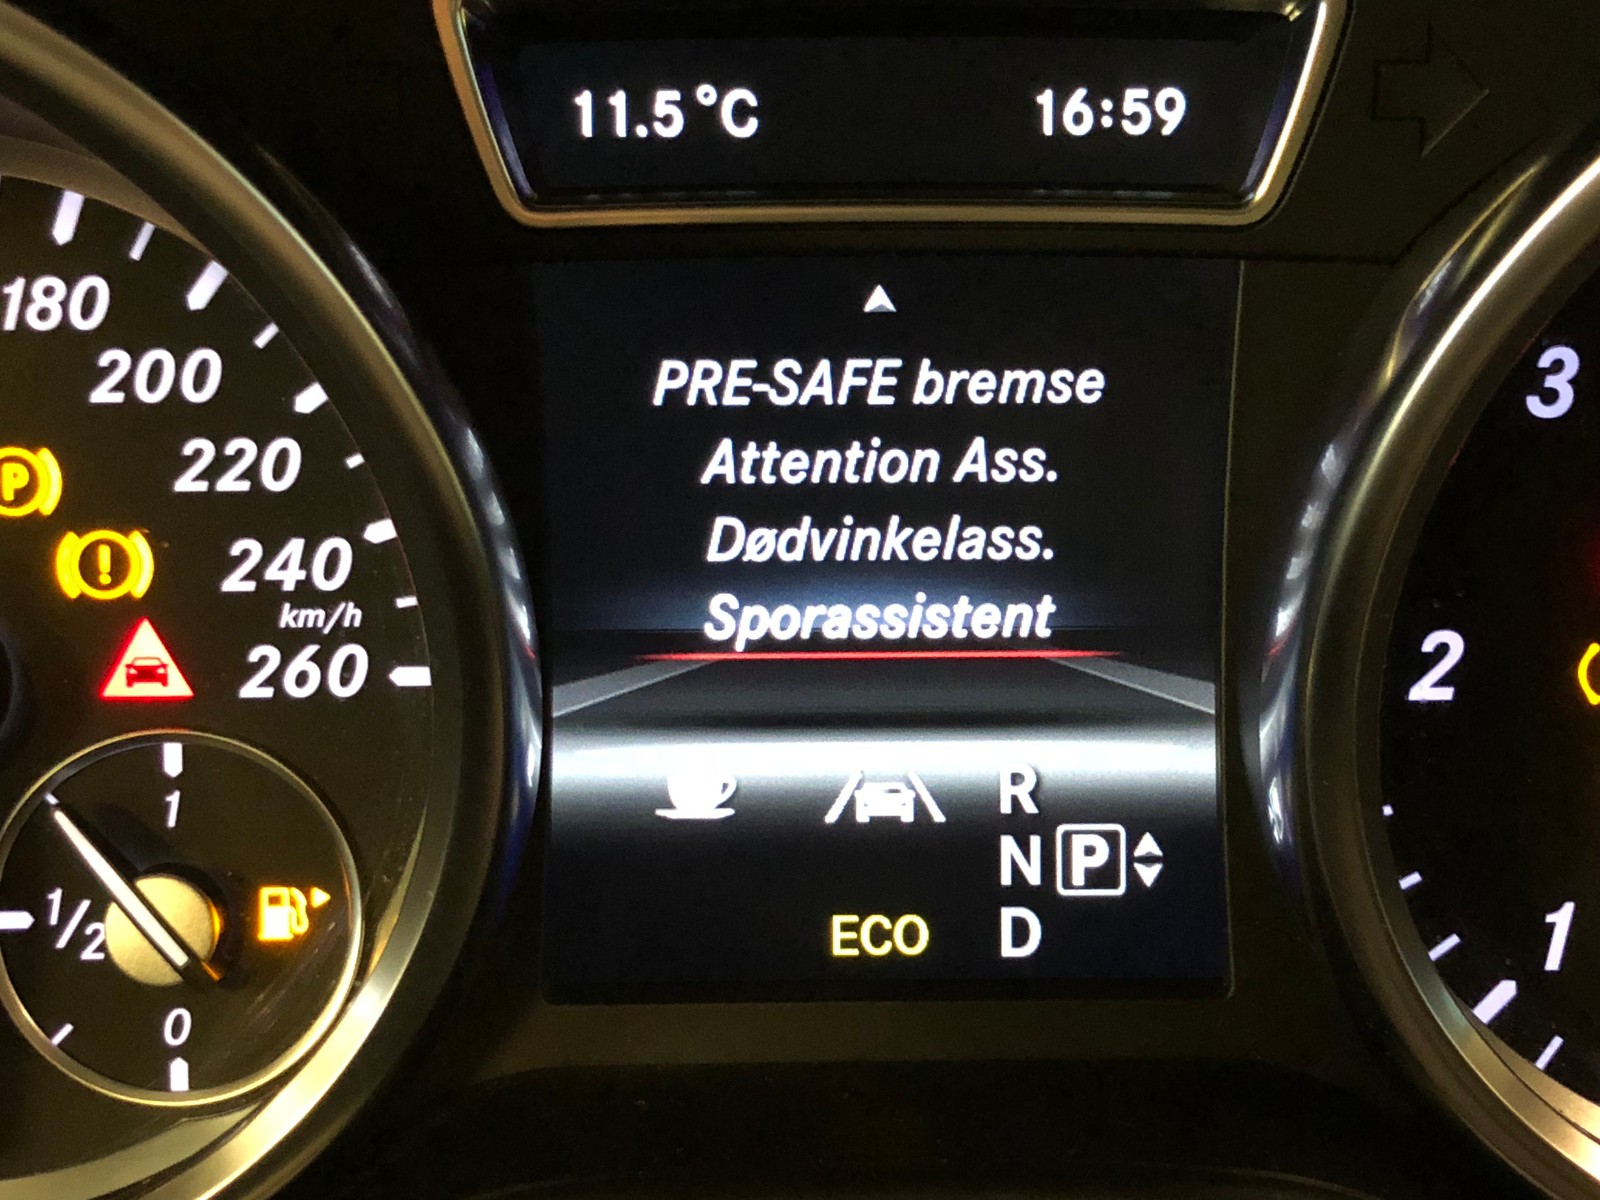 11.5°C 16:59
PRE-SAFE bremse
Attention Ass.
Dødvinkelass.
Sporassistent
R
N P
ECO D
180
200
220
240
km/h
260
P
!
1
1/2
0
3
2
1